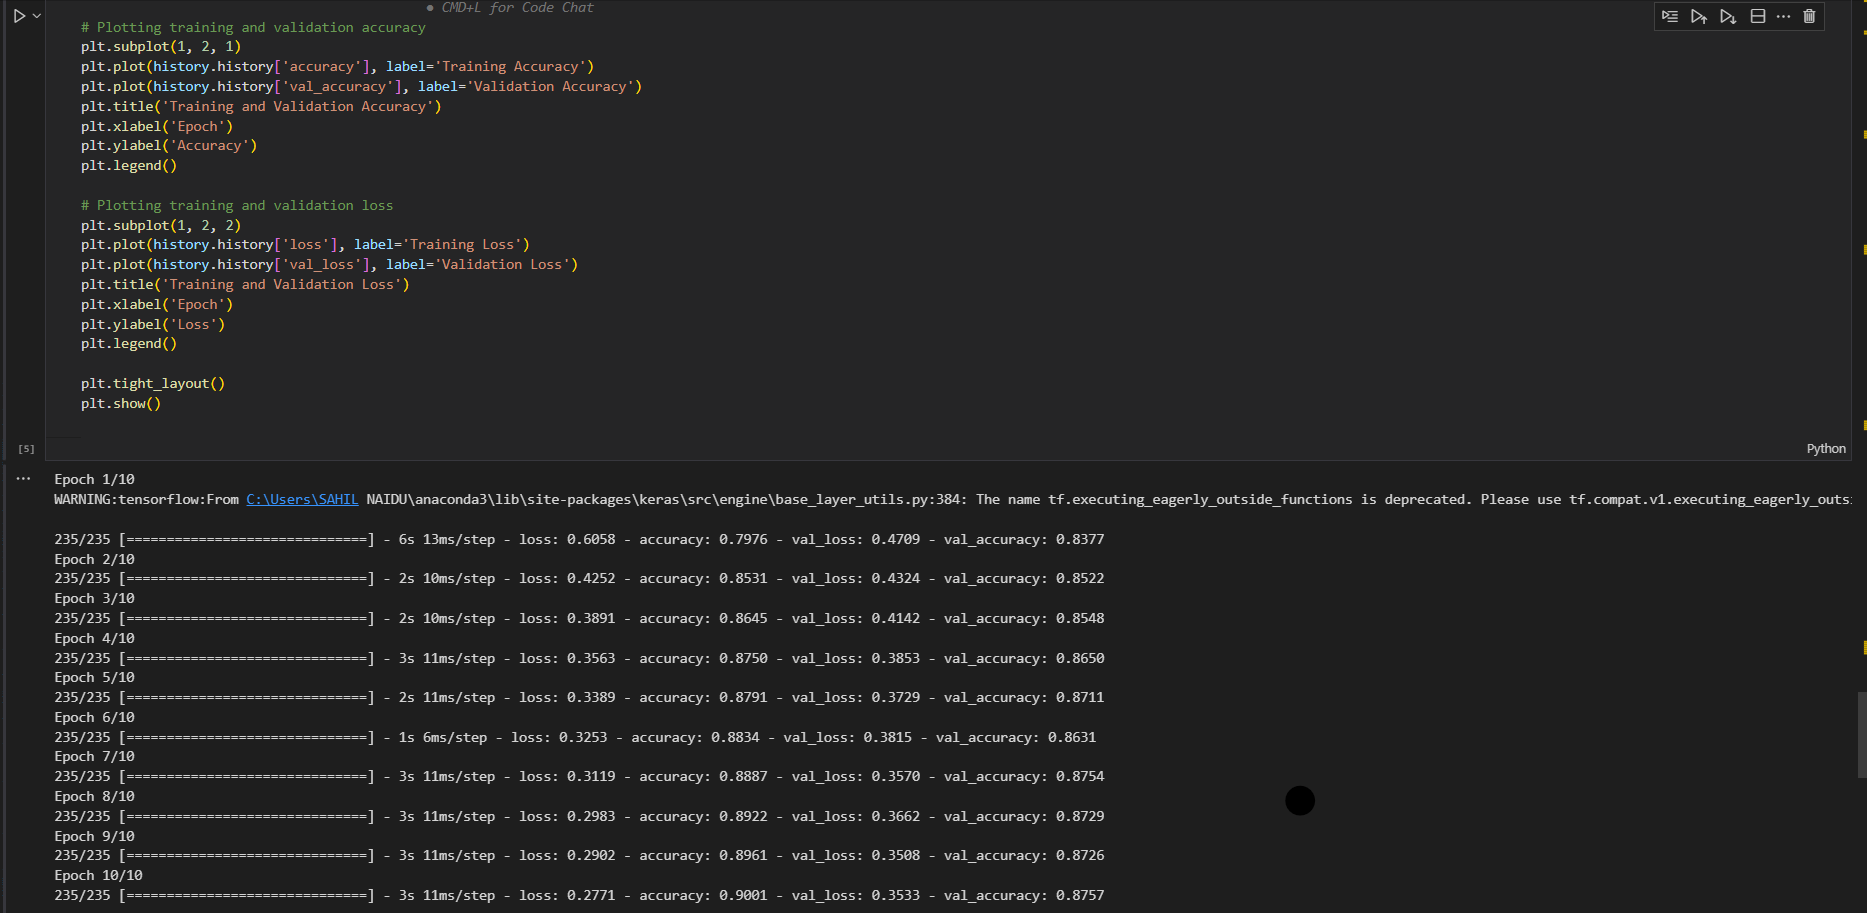 CMD+L for Code Chat
# Plotting training and validation accuracy
plt.subplot(1, 2, 1)
plt.plot(history.history['accuracy'], label='Training Accuracy')
plt.plot(history.history['val_accuracy'], label='Validation Accuracy')
plt.title('Training and Validation Accuracy')
plt.xlabel('Epoch')
plt.ylabel('Accuracy')
plt.legend()
# Plotting training and validation loss
plt.subplot(1, 2, 2)
plt.plot(history.history['loss'], label='Training Loss')
plt.plot(history.history['val_loss'], label='Validation Loss')
plt.title('Training and Validation Loss')
plt.xlabel('Epoch')
plt.ylabel('Loss')
plt.legend()
plt.tight_layout()
plt.show()
[5]
Python
Epoch 1/10
WARNING:tensorflow:From C:\Users\SAHIL NAIDU\anaconda3\lib\site-packages\keras\src\engine\base_layer_utils.py:384: The name tf.executing_eagerly_outside_functions is deprecated. Please use tf.compat.v1.executing_eagerly_outs
235/235 [==============================] - 6s 13ms/step - loss: 0.6058 - accuracy: 0.7976 - val_loss: 0.4709 - val_accuracy: 0.8377
Epoch 2/10
235/235 [==============================] - 2s 10ms/step - loss: 0.4252 - accuracy: 0.8531 - val_loss: 0.4324 - val_accuracy: 0.8522
Epoch 3/10
235/235 [==============================] - 2s 10ms/step - loss: 0.3891 - accuracy: 0.8645 - val_loss: 0.4142 - val_accuracy: 0.8548
Epoch 4/10
235/235 [==============================] - 3s 11ms/step - loss: 0.3563 - accuracy: 0.8750 - val_loss: 0.3853 - val_accuracy: 0.8650
Epoch 5/10
235/235 [==============================] - 2s 11ms/step - loss: 0.3389 - accuracy: 0.8791 - val_loss: 0.3729 - val_accuracy: 0.8711
Epoch 6/10
235/235 [==============================] - 1s 6ms/step - loss: 0.3253 - accuracy: 0.8834 - val_loss: 0.3815 - val_accuracy: 0.8631
Epoch 7/10
235/235 [==============================] - 3s 11ms/step - loss: 0.3119 - accuracy: 0.8887 - val_loss: 0.3570 - val_accuracy: 0.8754
Epoch 8/10
235/235 [==============================] - 3s 11ms/step - loss: 0.2983 - accuracy: 0.8922 - val_loss: 0.3662 - val_accuracy: 0.8729
Epoch 9/10
235/235 [==============================] - 3s 11ms/step - loss: 0.2902 - accuracy: 0.8961 - val_loss: 0.3508 - val_accuracy: 0.8726
Epoch 10/10
235/235 [==============================] - 3s 11ms/step - loss: 0.2771 - accuracy: 0.9001 - val_loss: 0.3533 - val_accuracy: 0.8757